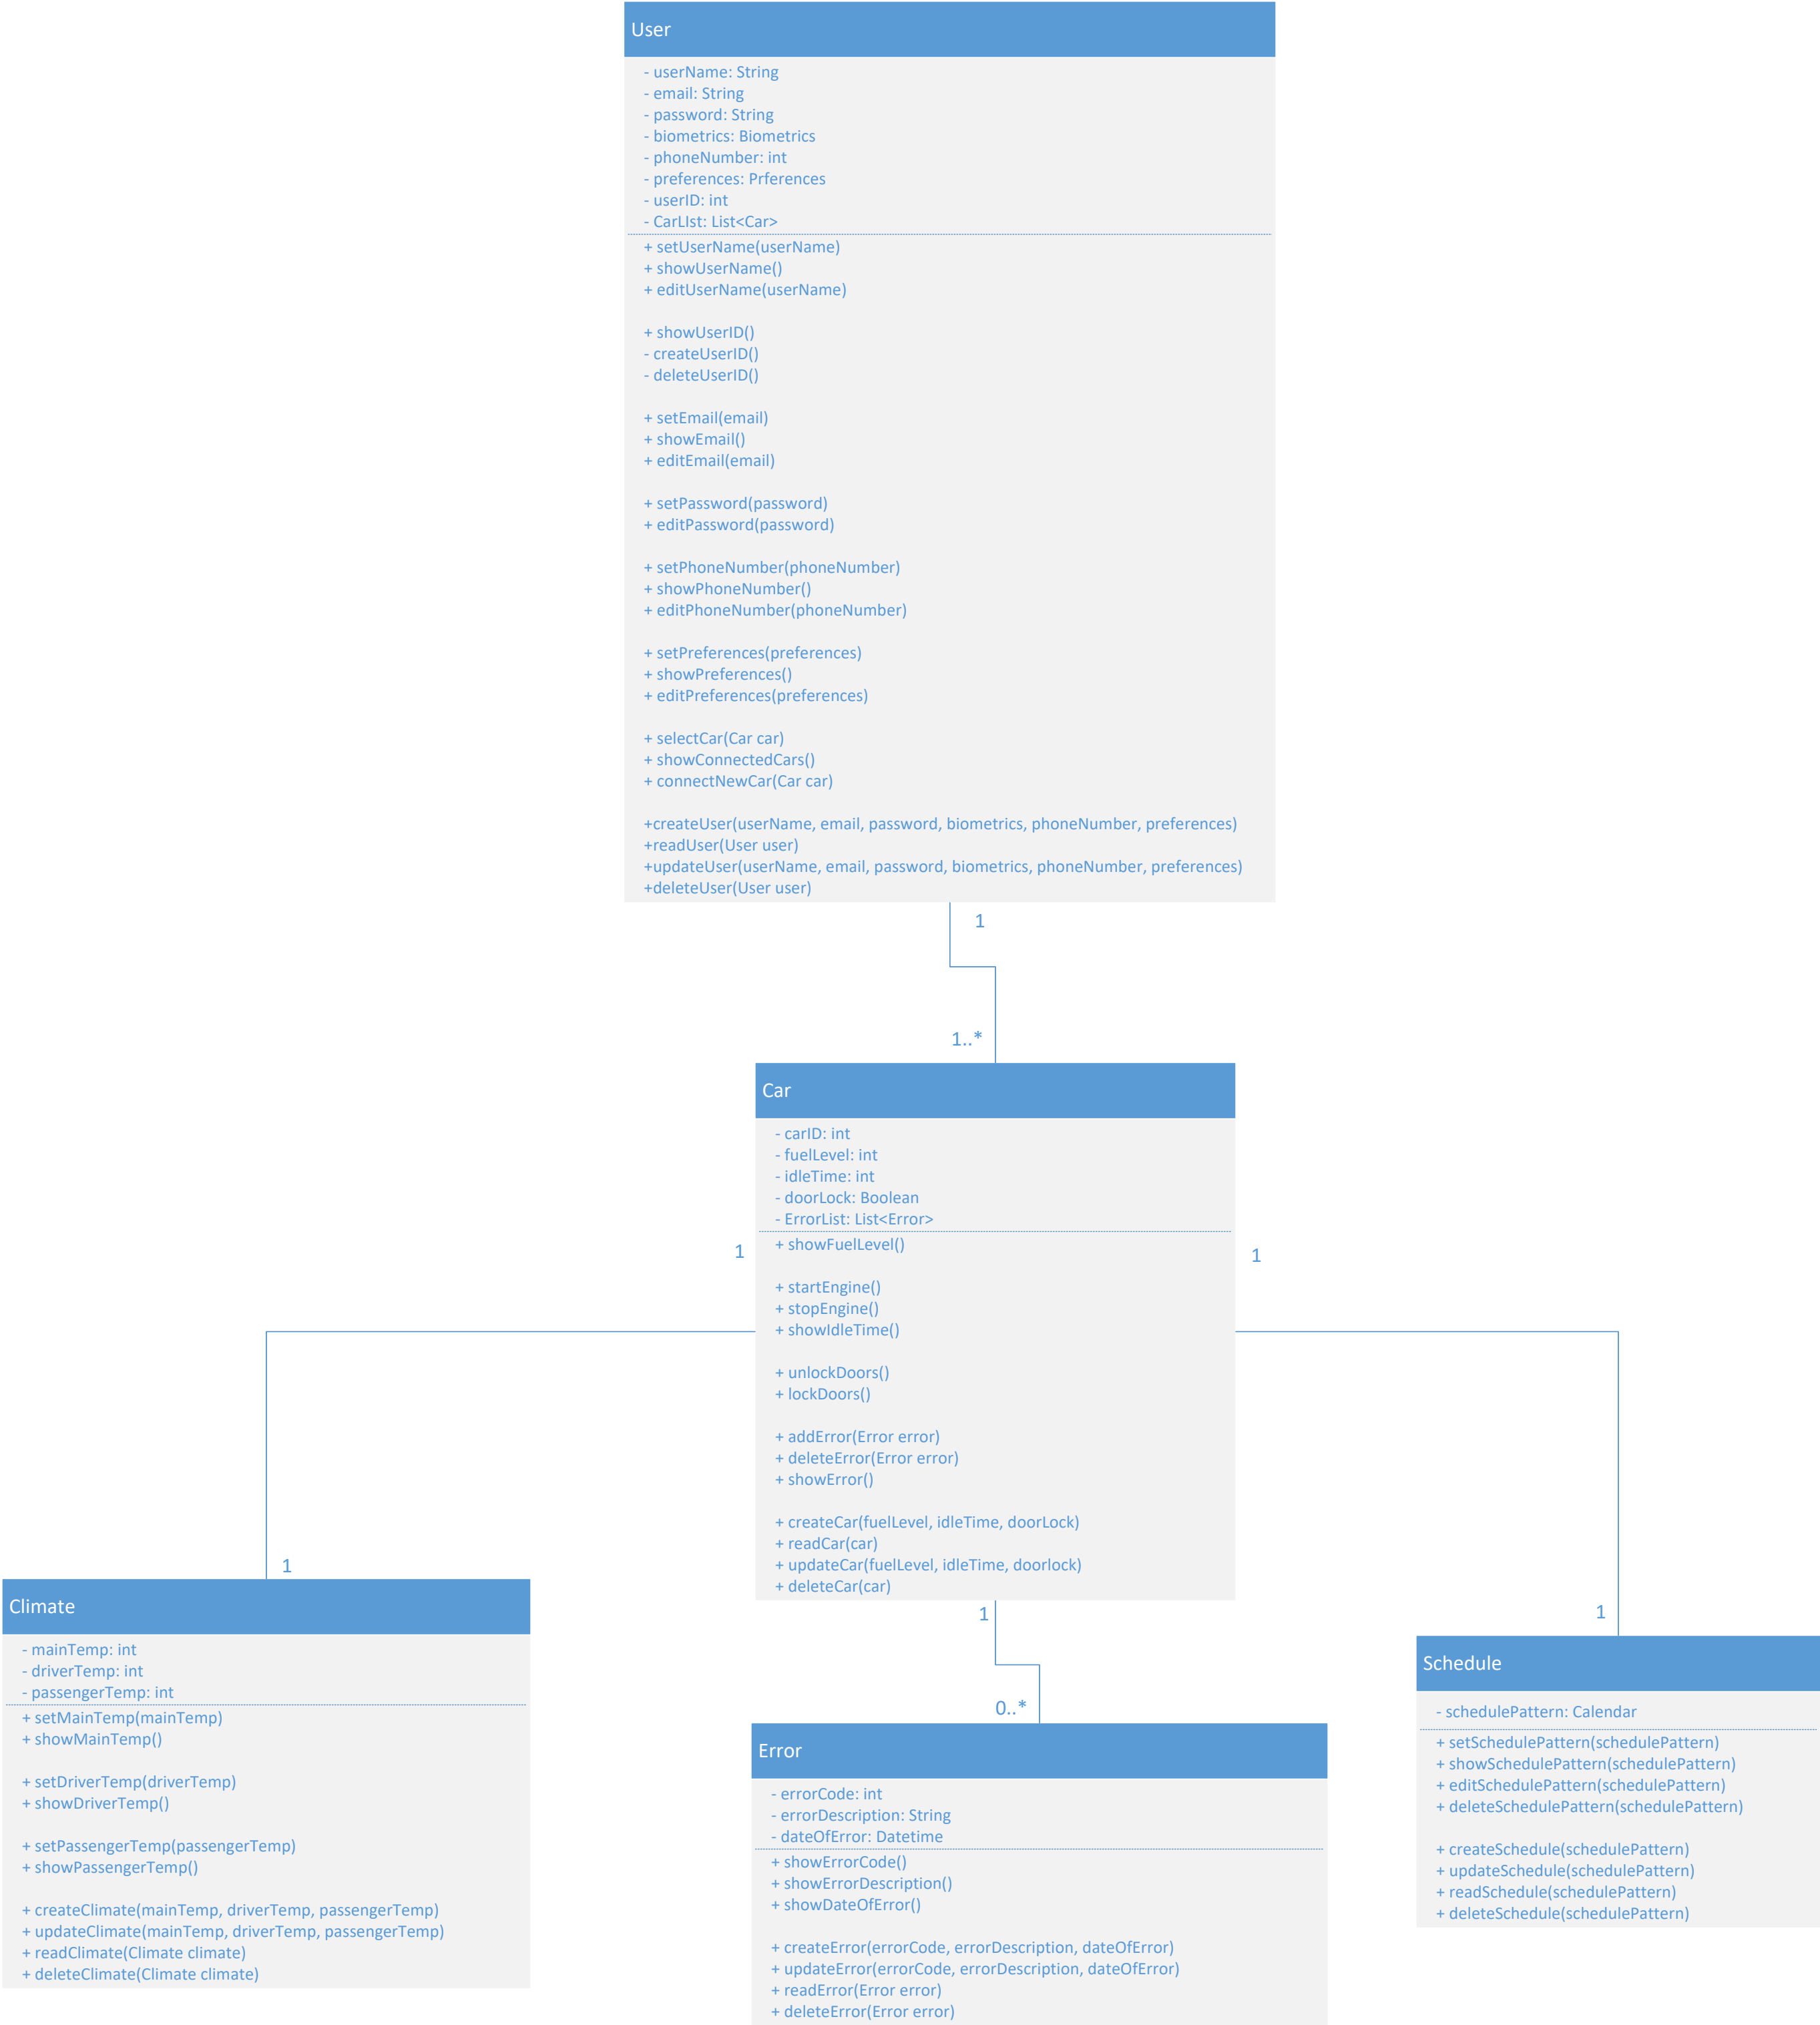 User
- userName: String
- email: String
- password: String
- biometrics: Biometrics
- phoneNumber: int
- preferences: Prferences
- userID: int
- CarLIst: List<Car>
+ setUserName(userName)
+ showUserName()
+ editUserName(userName)
+ showUserID()
- createUserID()
- deleteUserID()
+ setEmail(email)
+ showEmail()
+ editEmail(email)
+ setPassword(password)
+ editPassword(password)
+ setPhoneNumber(phoneNumber)
+ showPhoneNumber()
+ editPhoneNumber(phoneNumber)
+ setPreferences(preferences)
+ showPreferences()
+ editPreferences(preferences)
+ selectCar(Car car)
+ showConnectedCars()
+ connectNewCar(Car car)
+createUser(userName, email, password, biometrics, phoneNumber, preferences)
+readUser(User user)
+updateUser(userName, email, password, biometrics, phoneNumber, preferences)
+deleteUser(User user)
1
1..*
Car
- carID: int
- fuelLevel: int
- idleTime: int
- doorLock: Boolean
- ErrorList: List<Error>
+ showFuelLevel()
+ startEngine()
+ stopEngine()
+ showIdleTime()
+ unlockDoors()
+ lockDoors()
+ addError(Error error)
+ deleteError(Error error)
+ showError()
+ createCar(fuelLevel, idleTime, doorLock)
+ readCar(car)
+ updateCar(fuelLevel, idleTime, doorlock)
+ deleteCar(car)
1
1
1
1
1
0..*
Climate
- mainTemp: int
- driverTemp: int
- passengerTemp: int
+ setMainTemp(mainTemp)
+ showMainTemp()
+ setDriverTemp(driverTemp)
+ showDriverTemp()
+ setPassengerTemp(passengerTemp)
+ showPassengerTemp()
+ createClimate(mainTemp, driverTemp, passengerTemp)
+ updateClimate(mainTemp, driverTemp, passengerTemp)
+ readClimate(Climate climate)
+ deleteClimate(Climate climate)
Error
- errorCode: int
- errorDescription: String
- dateOfError: Datetime
+ showErrorCode()
+ showErrorDescription()
+ showDateOfError()
+ createError(errorCode, errorDescription, dateOfError)
+ updateError(errorCode, errorDescription, dateOfError)
+ readError(Error error)
+ deleteError(Error error)
Schedule
- schedulePattern: Calendar
+ setSchedulePattern(schedulePattern)
+ showSchedulePattern(schedulePattern)
+ editSchedulePattern(schedulePattern)
+ deleteSchedulePattern(schedulePattern)
+ createSchedule(schedulePattern)
+ updateSchedule(schedulePattern)
+ readSchedule(schedulePattern)
+ deleteSchedule(schedulePattern)